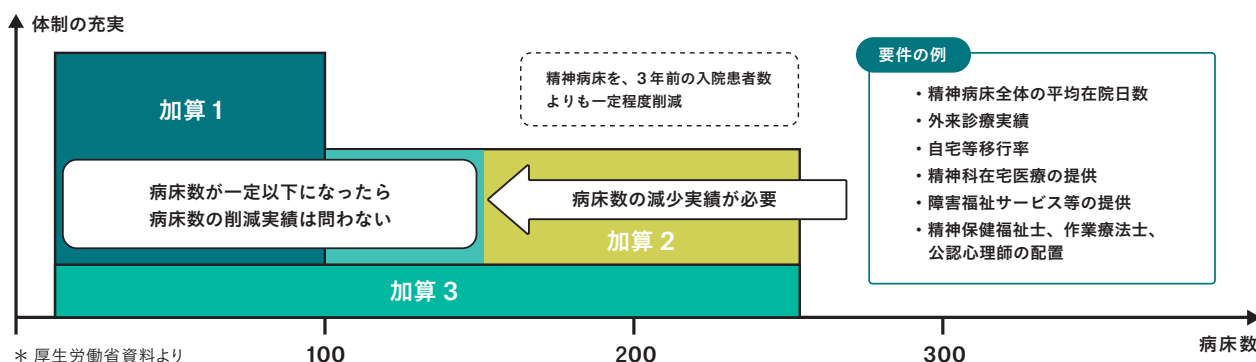 体制の充実
加算1
精神病床を、3年前の入院患者数
よりも一定程度削減
病床数が一定以下になったら
病床数の削減実績は問わない
病床数の減少実績が必要
加算2
加算3
要件の例
・精神病床全体の平均在院日数
・外来診療実績
・自宅等移行率
・精神科在宅医療の提供
・障害福祉サービス等の提供
・精神保健福祉士、作業療法士、
公認心理師の配置
100
200
300
病床数
＊厚生労働省資料より